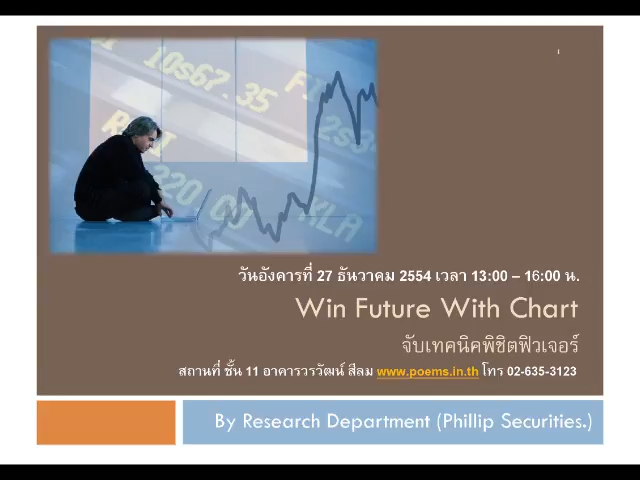 1
10s67.35
วันอังคารที่ 27 ธันวาคม 2554 เวลา 13:00 – 16:00 น.
Win Future With Chart
จับเทคนิคพิชิตฟิวเจอร์
สถานที่ ชั้น 11 อาคารวรวัฒน์ สีลม www.poems.in.th โทร 02-635-3123
By Research Department (Phillip Securities.)